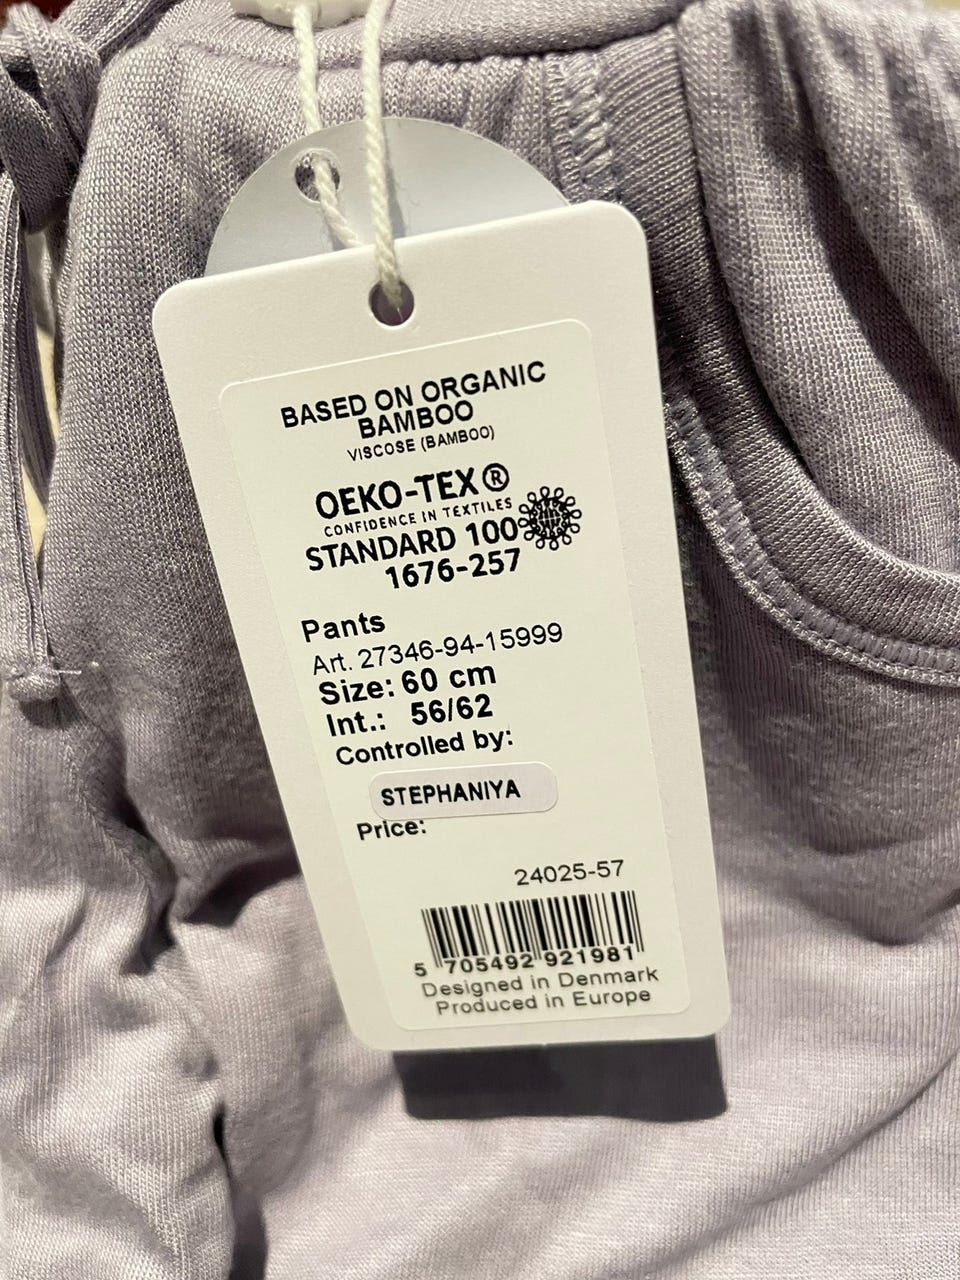 BASED ON ORGANIC
BAMBOO
VISCOSE (BAMBOO)
OEKO-TEX®
CONFIDENCE IN TEXTILES
STANDARD 100
1676-257
Pants
Art. 27346-94-15999
Size: 60 cm
Int.: 56/62
Controlled by:
STEPHANIYA
Price:
24025-57
5 705492 921981
Designed in Denmark
Produced in Europe